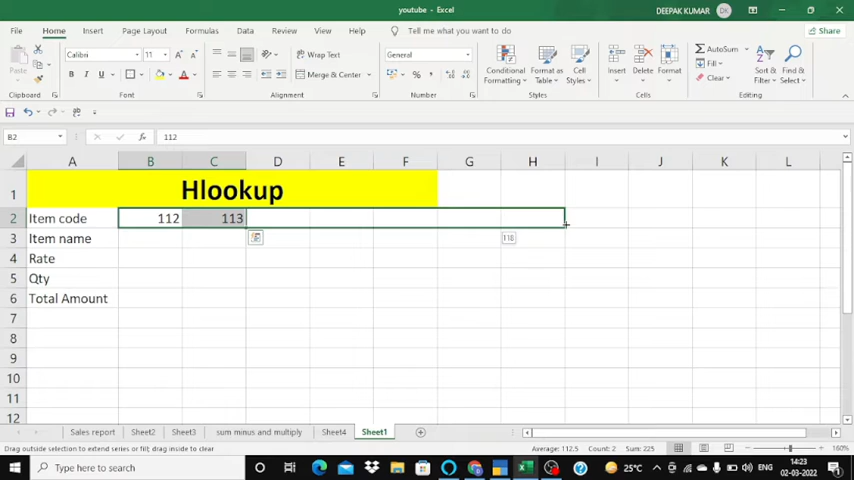 youtube - Excel
DEEPAK KUMAR DK
File Home Insert Page Layout Formulas Data Review View Help Tell me what you want to do Share
Paste Calibri 11 A A Wrap Text General Conditional Formatting Format as Table Cell Styles Insert Delete Format AutoSum Fill Clear Sort & Filter Find & Select
B I U A Merge & Center % ,
Clipboard Font Alignment Number Styles Cells Editing
B2 fx 112
A B C D E F G H I J K L
1 Hlookup
2 Item code 112 113
3 Item name 118
4 Rate
5 Qty
6 Total Amount
7
8
9
10
11
12
Sales report Sheet2 Sheet3 sum minus and multiply Sheet4 Sheet1
Drag outside selection to extend series or fill; drag inside to clear Average: 112.5 Count: 2 Sum: 225 160%
Type here to search 25°C ENG 14:23 02-03-2022